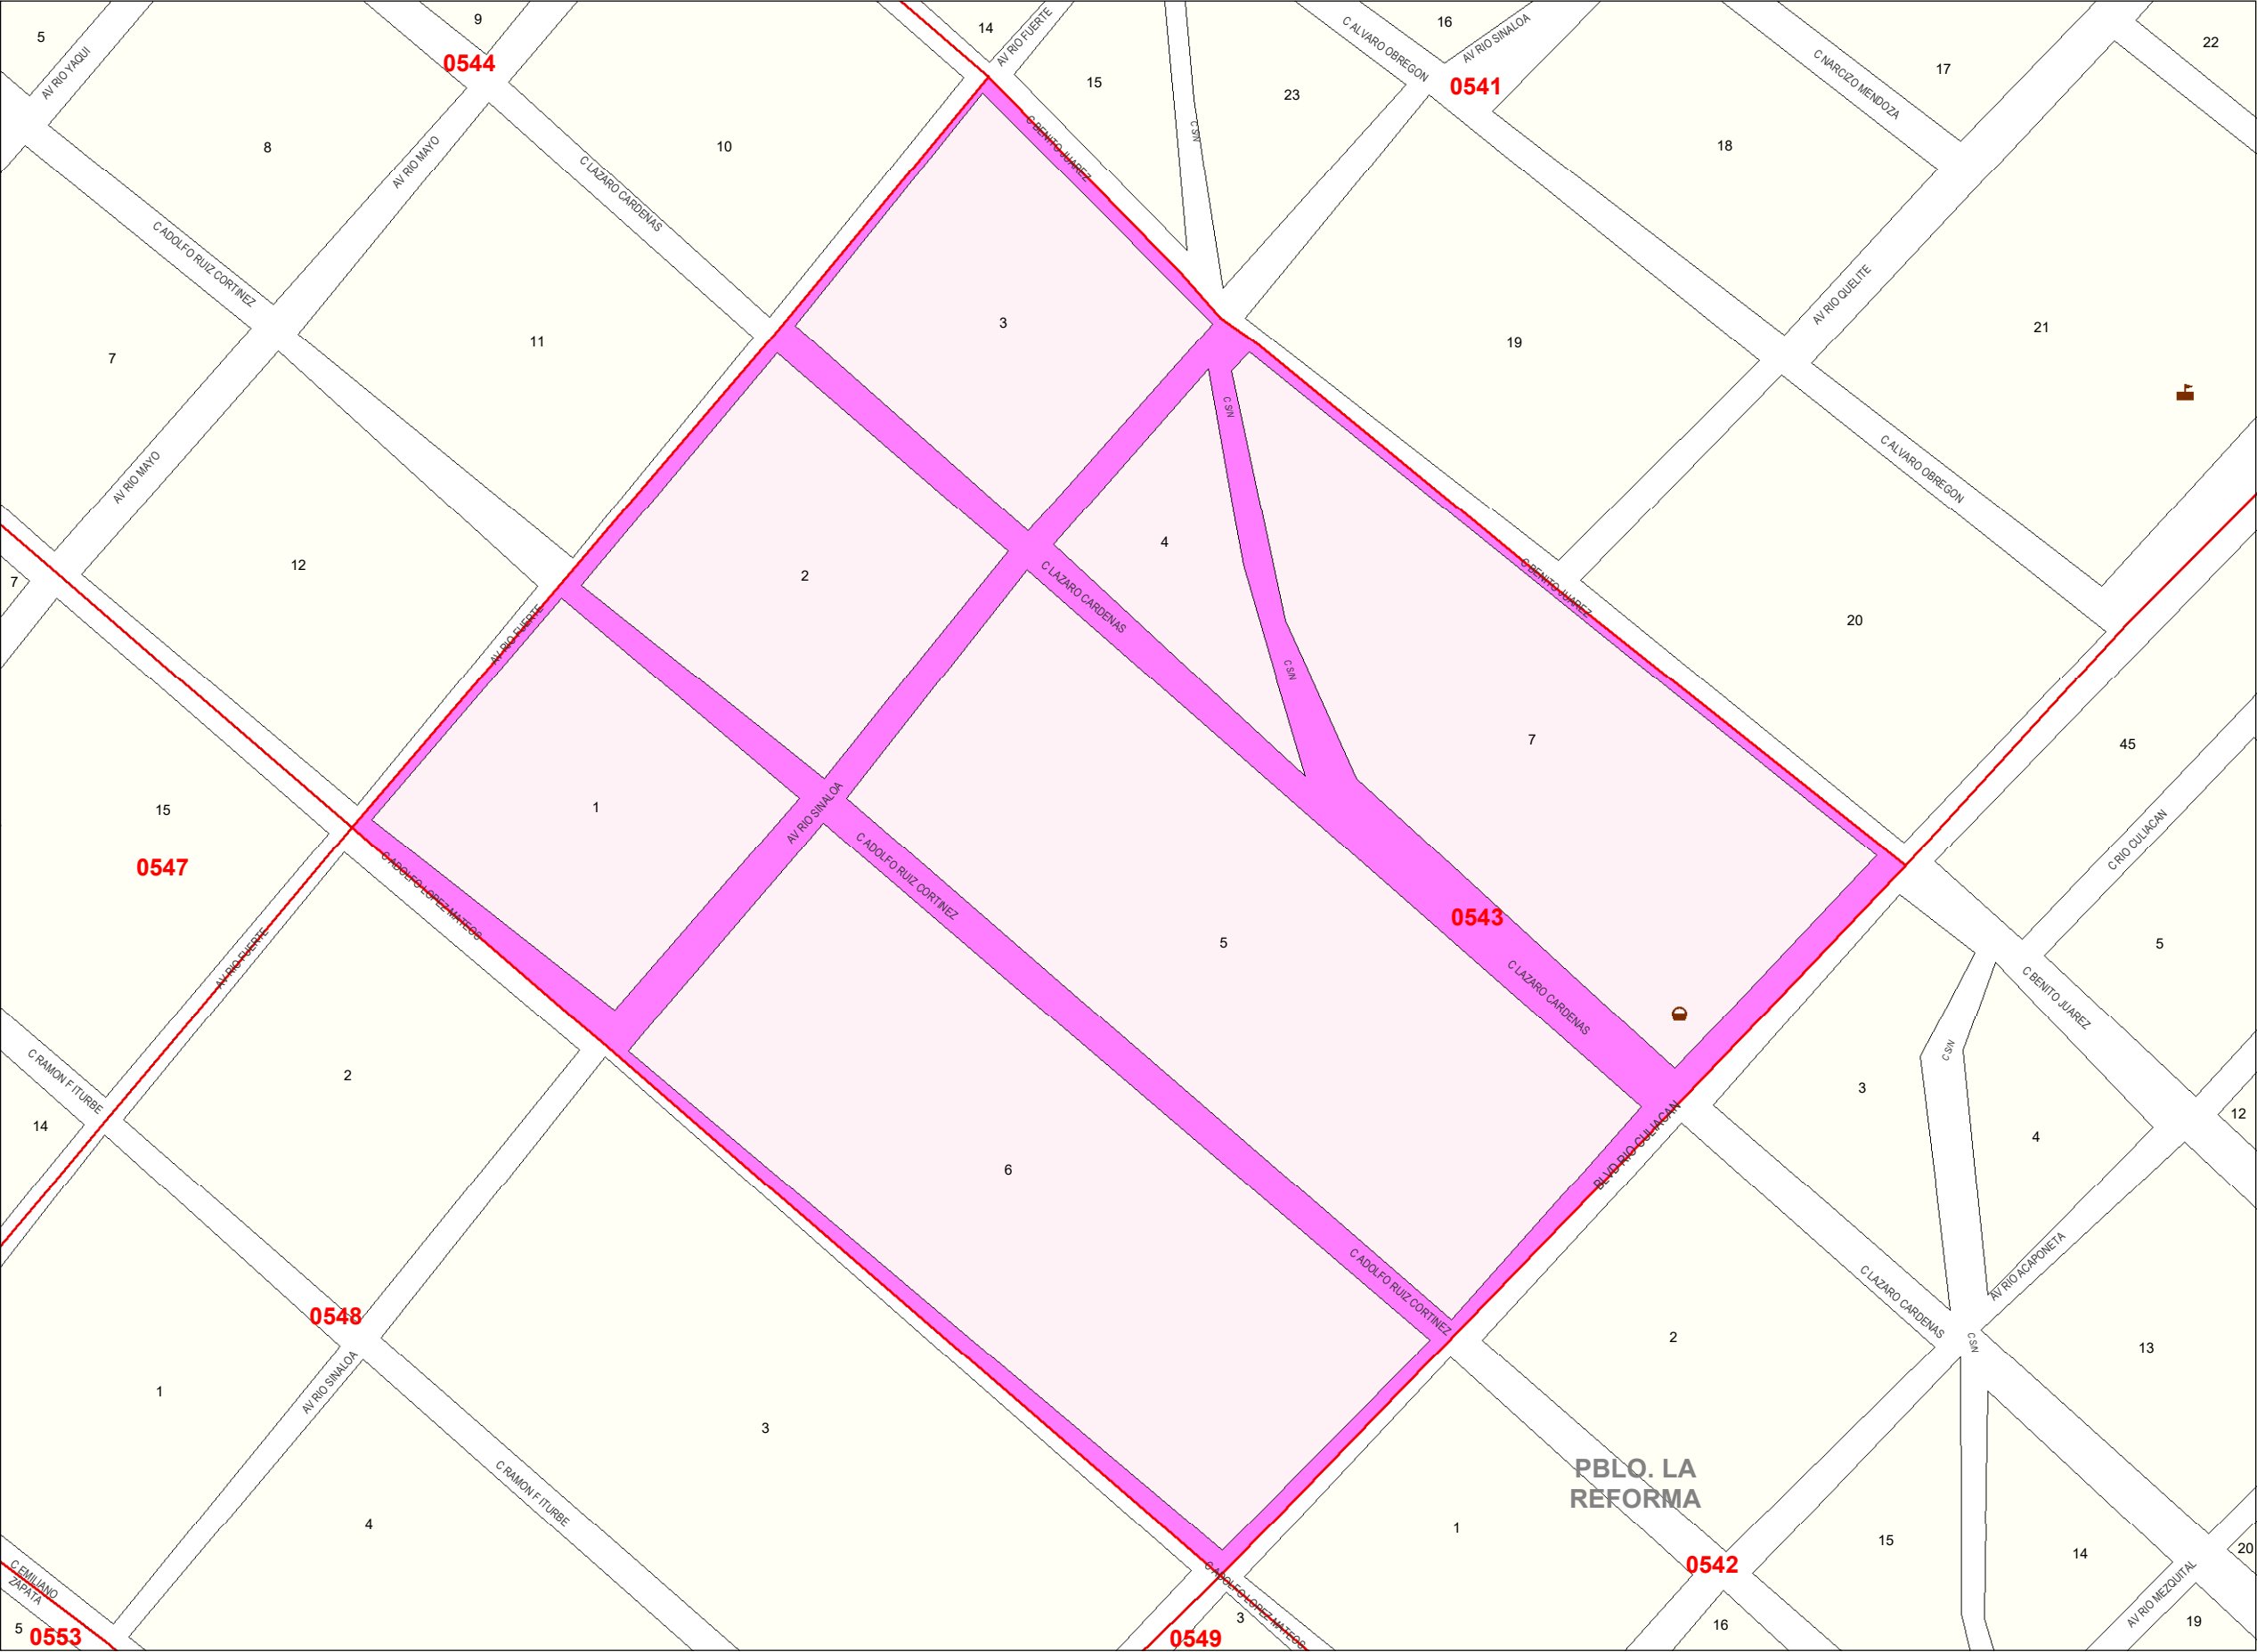 9
14
16
5
AV RIO FUERTE
C ALVARO OBREGON
AV RIO SINALOA
22
0544
AV RIO YAQUI
15
23
0541
C NARCIZO MENDOZA
17
C S/N
C BENITO JUAREZ
8
AV RIO MAYO
10
18
C LAZARO CARDENAS
C ADOLFO RUIZ CORTINEZ
AV RIO QUELITE
3
11
19
21
7
C S/N
AV RIO MAYO
C ALVARO OBREGON
4
12
2
7
C LAZARO CARDENAS
C BENITO JUAREZ
AV RIO FUERTE
20
C S/N
7
45
15
1
AV RIO SINALOA
C RIO CULIACAN
0547
C ADOLFO LOPEZ MATEOS
C ADOLFO RUIZ CORTINEZ
0543
5
5
AV RIO FUERTE
C LAZARO CARDENAS
C BENITO JUAREZ
C S/N
C RAMON F ITURBE
2
3
14
12
4
BLVD RIO CULIACAN
6
AV RIO ACAPONETA
C ADOLFO RUIZ CORTINEZ
C LAZARO CARDENAS
0548
2
C S/N
13
AV RIO SINALOA
1
3
PBLO. LA
REFORMA
C RAMON F ITURBE
4
1
15
14
20
0542
C EMILIANO
ZAPATA
C ADOLFO LOPEZ MATEOS
AV RIO MEZQUITAL
5
0553
0549
3
16
19